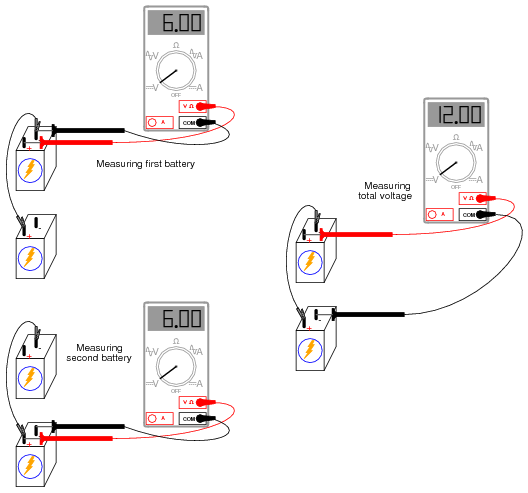 6.00
Ω
V
A
V
A
OFF
V Ω
A
COM
-
+
Measuring first battery
-
+
12.00
Ω
V
A
V
A
OFF
V Ω
A
COM
Measuring
total voltage
-
+
-
+
6.00
Ω
V
A
V
A
OFF
V Ω
A
COM
Measuring
second battery
-
+
-
+